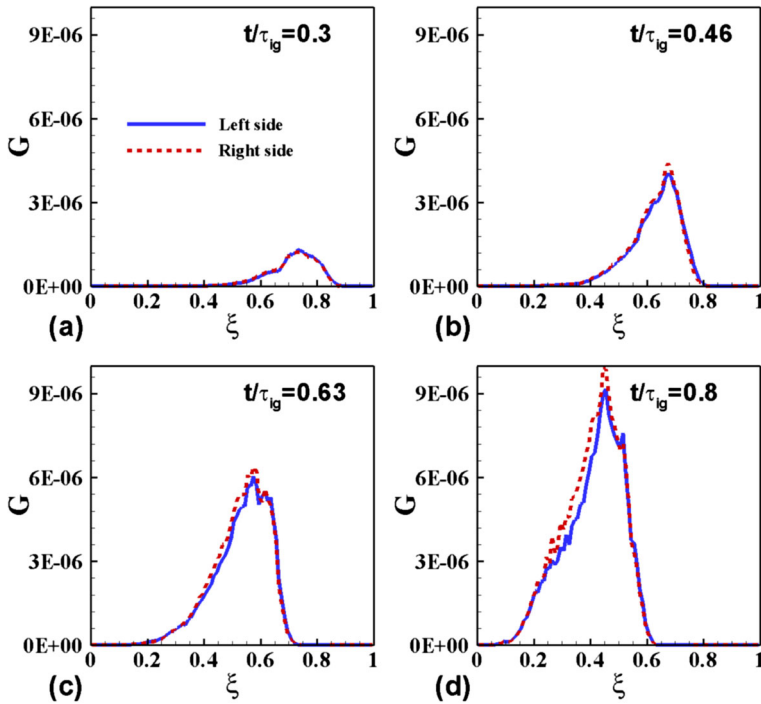 9E-06
t/τig=0.3
6E-06
G
Left side
Right side
3E-06
0E+00
0 0.2 0.4 0.6 0.8 1
(a)
ξ
9E-06
t/τig=0.46
6E-06
G
3E-06
0E+00
0 0.2 0.4 0.6 0.8 1
(b)
ξ
9E-06
t/τig=0.63
6E-06
G
3E-06
0E+00
0 0.2 0.4 0.6 0.8 1
(c)
ξ
9E-06
t/τig=0.8
6E-06
G
3E-06
0E+00
0 0.2 0.4 0.6 0.8 1
(d)
ξ